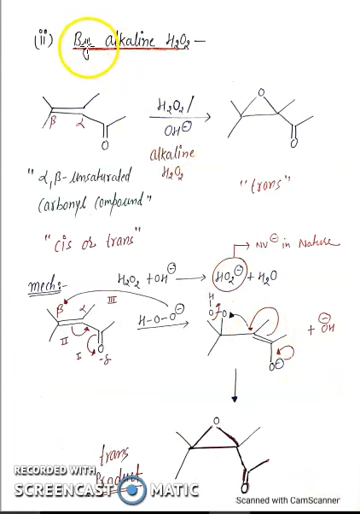 (ii) By alkaline H2O2 —
O
H2O2/
OH⊖
β α
O
O
alkaline
H2O2
"α,β-unsaturated
carbonyl compound"
"trans"
"cis or trans"
Nu⊖ in Nature
mech:-
H2O2 + OH⊖ → HO2⊖ + H2O
β α III
H-O-O⊖
H
O O
+ ⊖OH
II
I
O -δ
O⊖
O
trans
Product
O
RECORDED WITH
SCREENCAST MATIC
Scanned with CamScanner